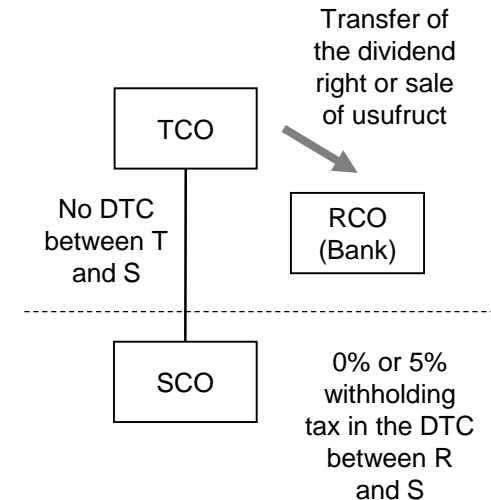 Transfer of
the dividend
right or sale
of usufruct
TCO
No DTC
between T
and S
RCO
(Bank)
SCO
0% or 5%
withholding
tax in the DTC
between R
and S